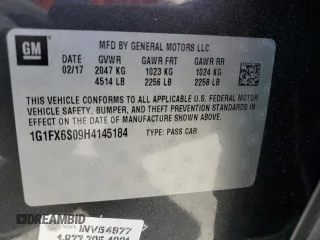 GM
MFD BY GENERAL MOTORS LLC
02/17 GVWR GAWR FRT GAWR RR
2047 KG 1023 KG 1024 KG
4514 LB 2256 LB 2258 LB
THIS VEHICLE CONFORMS TO ALL APPLICABLE U.S. FEDERAL MOTOR
VEHICLE SAFETY, BUMPER, AND THEFT PREVENTION STANDARDS
IN EFFECT ON THE DATE OF MANUFACTURE SHOWN ABOVE.
1G1FX6S09H4145184 TYPE: PASS CAR